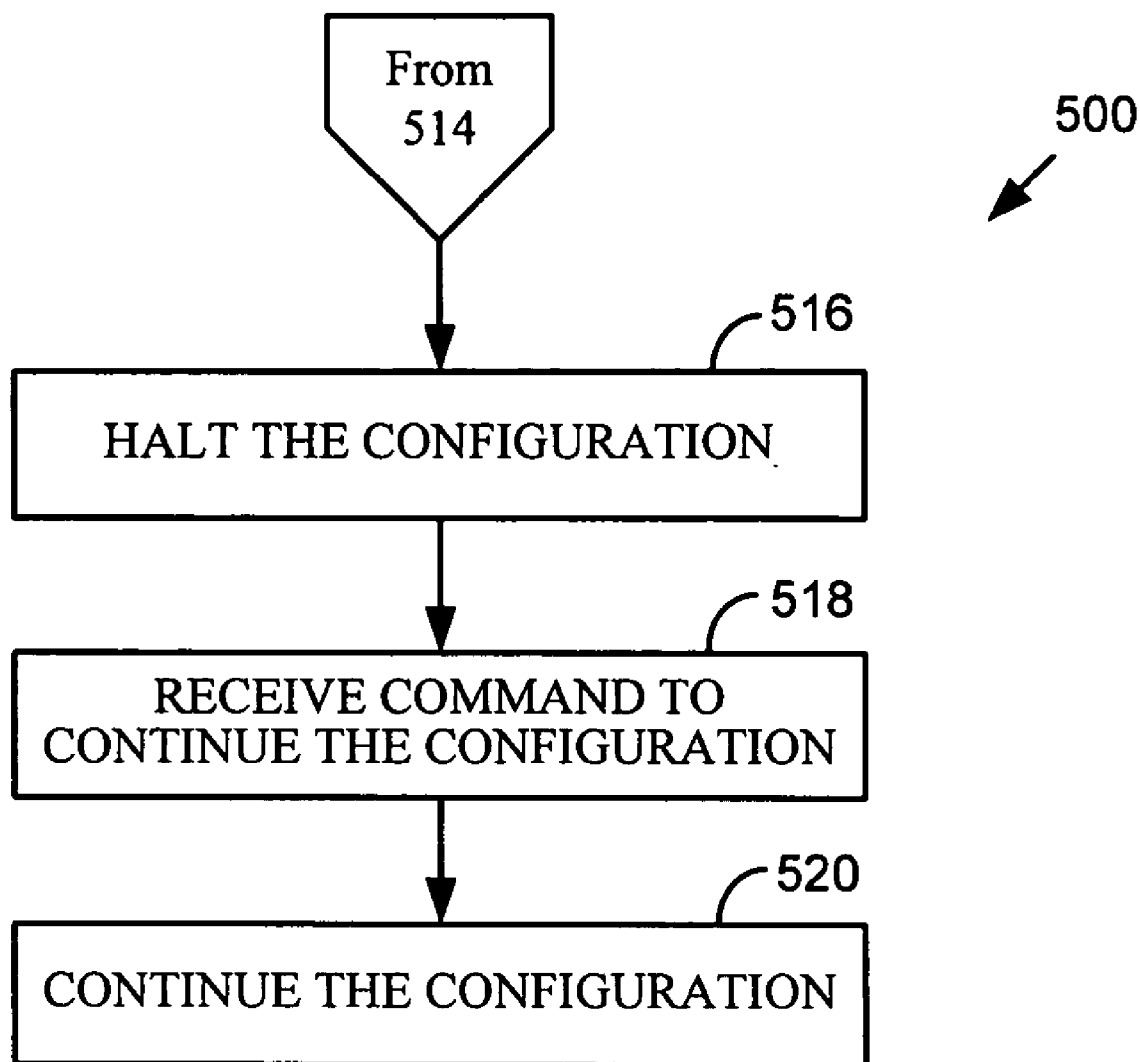 From
514
500
516
HALT THE CONFIGURATION
518
RECEIVE COMMAND TO
CONTINUE THE CONFIGURATION
520
CONTINUE THE CONFIGURATION